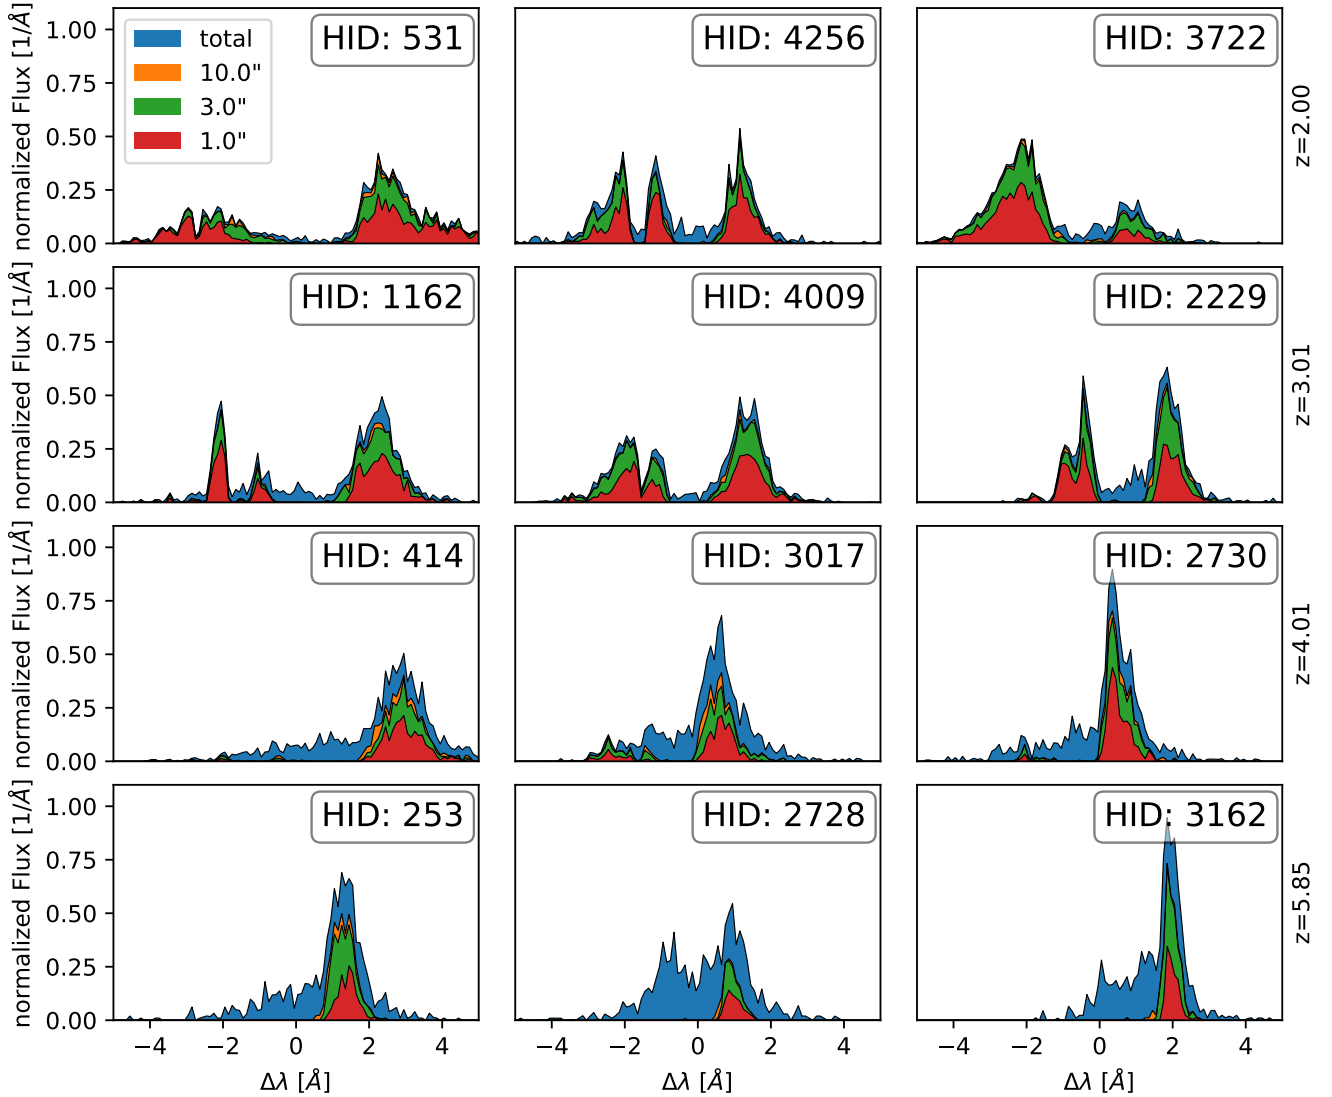 normalized Flux [1/Å]
1.00
0.75
0.50
0.25
0.00
total
10.0"
3.0"
1.0"
HID: 531
HID: 4256
HID: 3722
z=2.00
normalized Flux [1/Å]
1.00
0.75
0.50
0.25
0.00
HID: 1162
HID: 4009
HID: 2229
z=3.01
normalized Flux [1/Å]
1.00
0.75
0.50
0.25
0.00
HID: 414
HID: 3017
HID: 2730
z=4.01
normalized Flux [1/Å]
1.00
0.75
0.50
0.25
0.00
HID: 253
HID: 2728
HID: 3162
z=5.85
−4 −2 0 2 4
−4 −2 0 2 4
−4 −2 0 2 4
Δλ [Å]
Δλ [Å]
Δλ [Å]